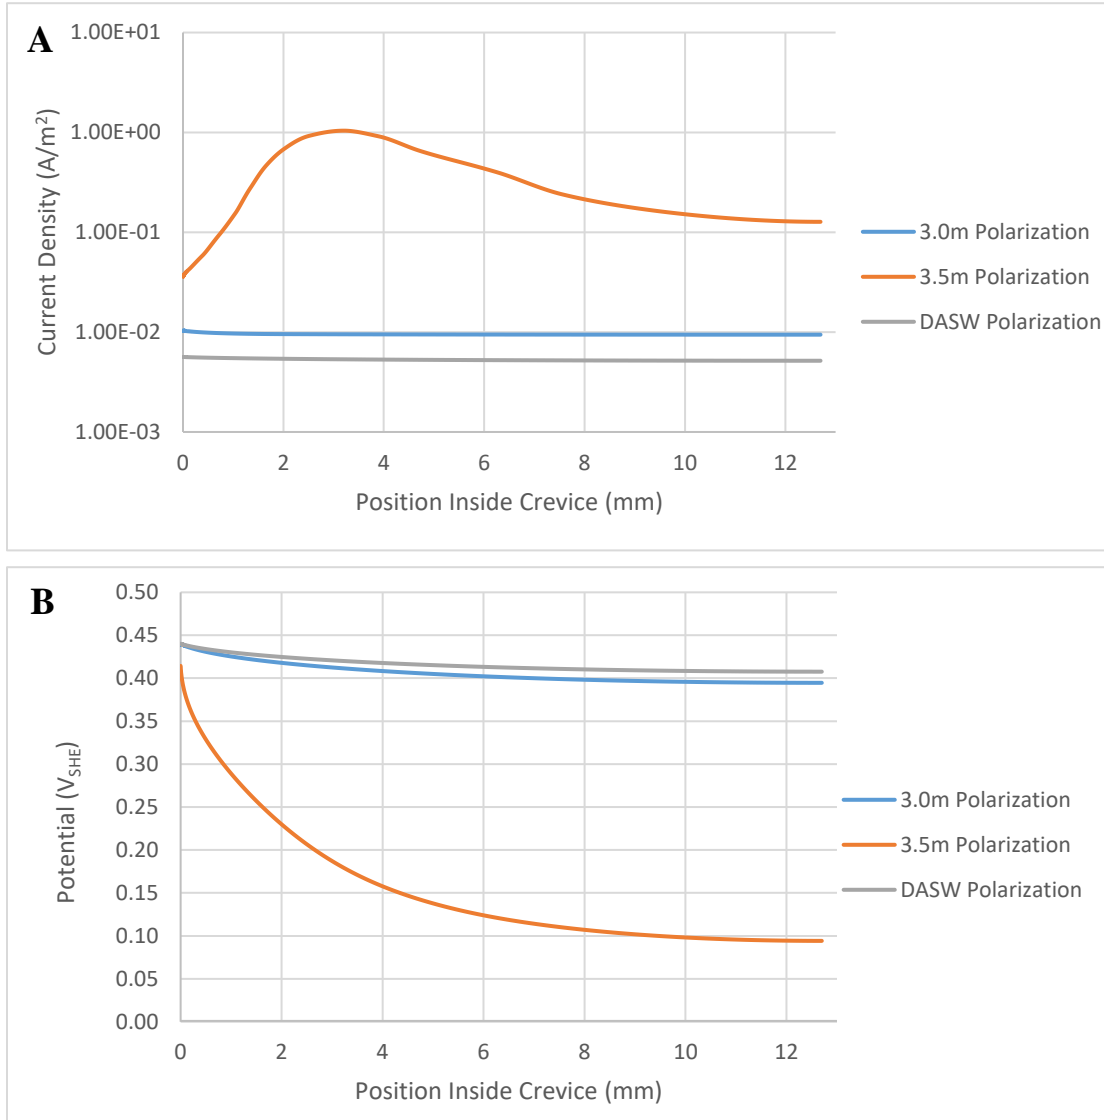 A
1.00E+01
1.00E+00
1.00E-01
1.00E-02
1.00E-03
Current Density (A/m²)
0 2 4 6 8 10 12
Position Inside Crevice (mm)
3.0m Polarization
3.5m Polarization
DASW Polarization
B
0.50
0.45
0.40
0.35
0.30
0.25
0.20
0.15
0.10
0.05
0.00
Potential (V_SHE)
0 2 4 6 8 10 12
Position Inside Crevice (mm)
3.0m Polarization
3.5m Polarization
DASW Polarization